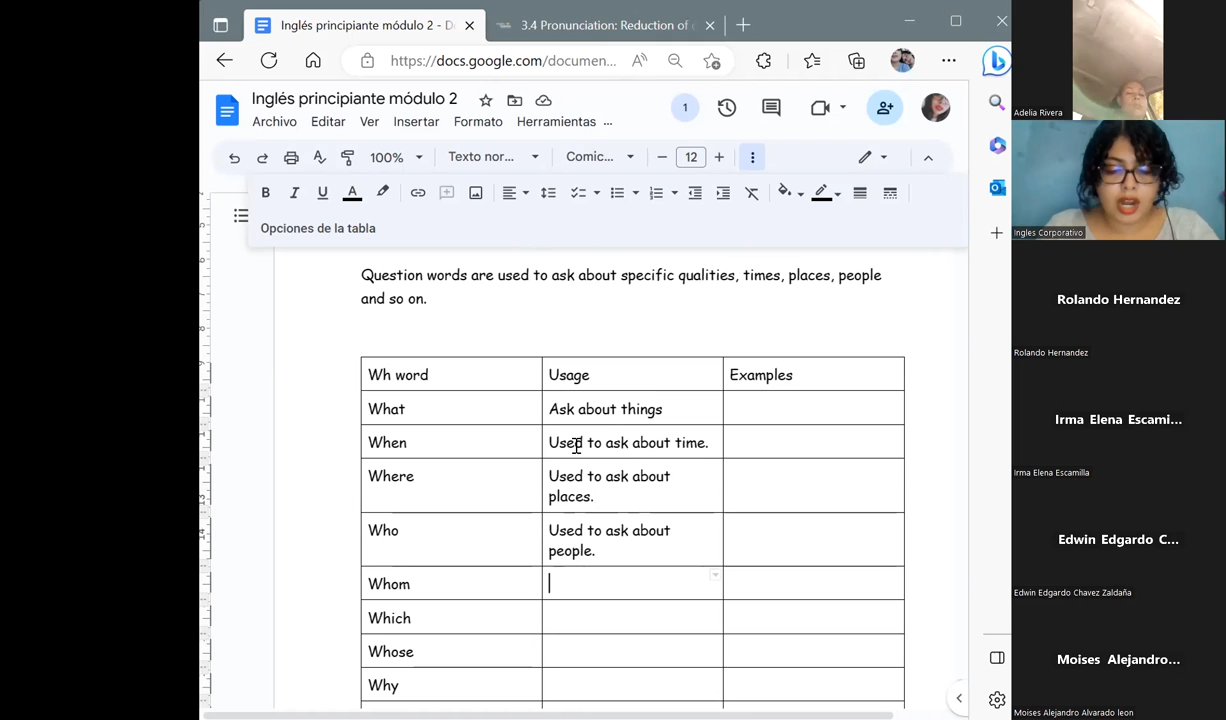 Inglés principiante módulo 2 - D
3.4 Pronunciation: Reduction of
https://docs.google.com/documen...
Inglés principiante módulo 2
Archivo Editar Ver Insertar Formato Herramientas ...
1
100% Texto nor... Comic... 12
Opciones de la tabla
Question words are used to ask about specific qualities, times, places, people
and so on.
Wh word Usage Examples
What Ask about things
When Used to ask about time.
Where Used to ask about
places.
Who Used to ask about
people.
Whom
Which
Whose
Why
Adelia Rivera
Ingles Corporativo
Rolando Hernandez
Rolando Hernandez
Irma Elena Escami...
Irma Elena Escamilla
Edwin Edgardo C...
Edwin Edgardo Chavez Zaldaña
Moises Alejandro...
Moises Alejandro Alvarado leon